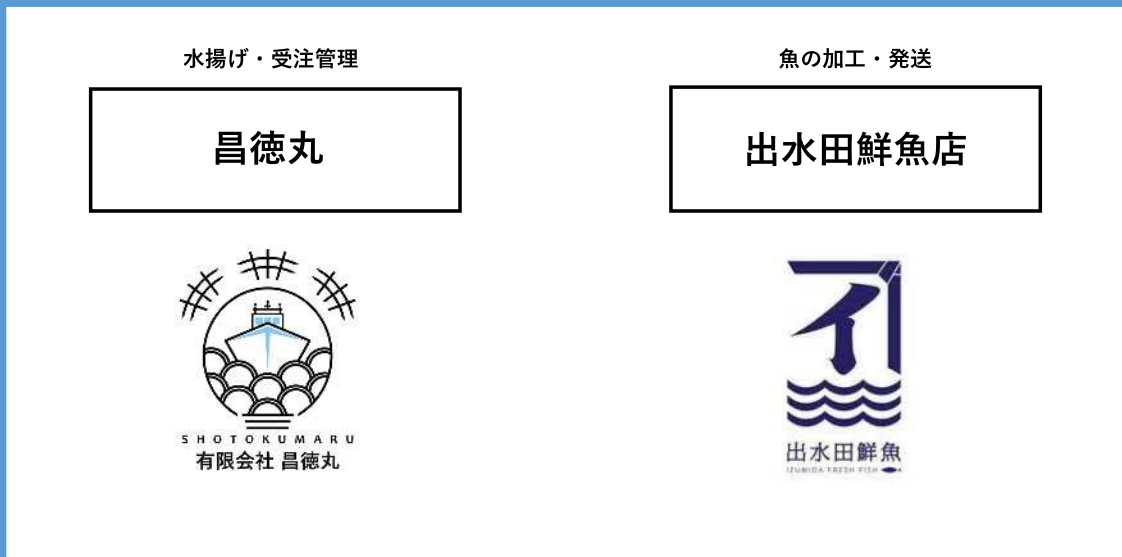 水揚げ・受注管理
昌徳丸
SHOTOKUMARU
有限会社 昌徳丸
魚の加工・発送
出水田鮮魚店
イ
出水田鮮魚
IZUMIDA FRESH FISH